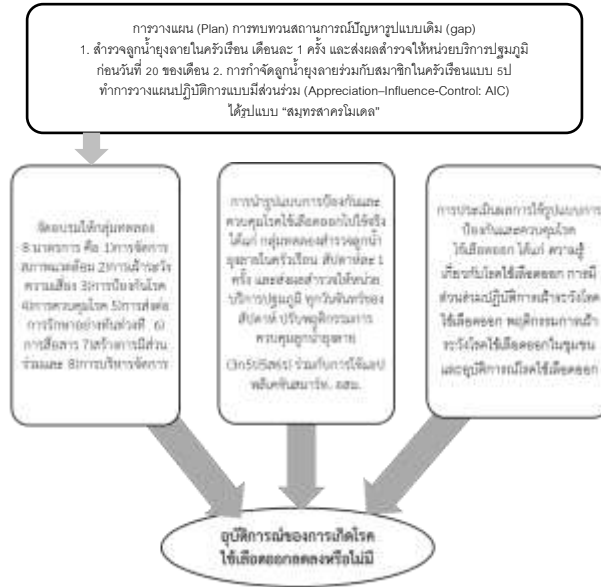 การวางแผน (Plan) การทบทวนสถานการณ์ปัญหารูปแบบเดิม (gap)
1. สำรวจลูกน้ำยุงลายในครัวเรือน เดือนละ 1 ครั้ง และส่งผลสำรวจให้หน่วยบริการปฐมภูมิ
ก่อนวันที่ 20 ของเดือน 2. การกำจัดลูกน้ำยุงลายร่วมกับสมาชิกในครัวเรือนแบบ 5ป
ทำการวางแผนปฏิบัติการแบบมีส่วนร่วม (Appreciation–Influence-Control: AIC)
ได้รูปแบบ “สมุทรสาครโมเดล”
จัดอบรมให้กลุ่มทดลอง
8 มาตรการ คือ 1)การจัดการ
สภาพแวดล้อม 2)การเฝ้าระวัง
ความเสี่ยง 3)การป้องกันโรค
4)การควบคุมโรค 5)การส่งต่อ
การรักษาอย่างทันท่วงที 6)
การสื่อสาร 7)สร้างการมีส่วน
ร่วมและ 8)การบริหารจัดการ
การนำรูปแบบการป้องกันและ
ควบคุมโรคไข้เลือดออกไปใช้จริง
ได้แก่ กลุ่มทดลองสำรวจลูกน้ำ
ยุงลายในครัวเรือน สัปดาห์ละ 1
ครั้ง และส่งผลสำรวจให้หน่วย
บริการปฐมภูมิ ทุกวันจันทร์ของ
สัปดาห์ ปรับพฤติกรรมการ
ควบคุมลูกน้ำยุงลาย
ร่วมกับการใช้แอป
พลิเคชันสมาร์ท อสม.
การประเมินผลการใช้รูปแบบการ
ป้องกันและควบคุมโรค
ไข้เลือดออก ได้แก่ ความรู้
เกี่ยวกับโรคไข้เลือดออก การมี
ส่วนร่วมปฏิบัติการเฝ้าระวังโรค
ไข้เลือดออก พฤติกรรมการเฝ้า
ระวังโรคไข้เลือดออกในชุมชน
และอุบัติการณ์โรคไข้เลือดออก
อุบัติการณ์ของการเกิดโรค
ไข้เลือดออกลดลงหรือไม่มี